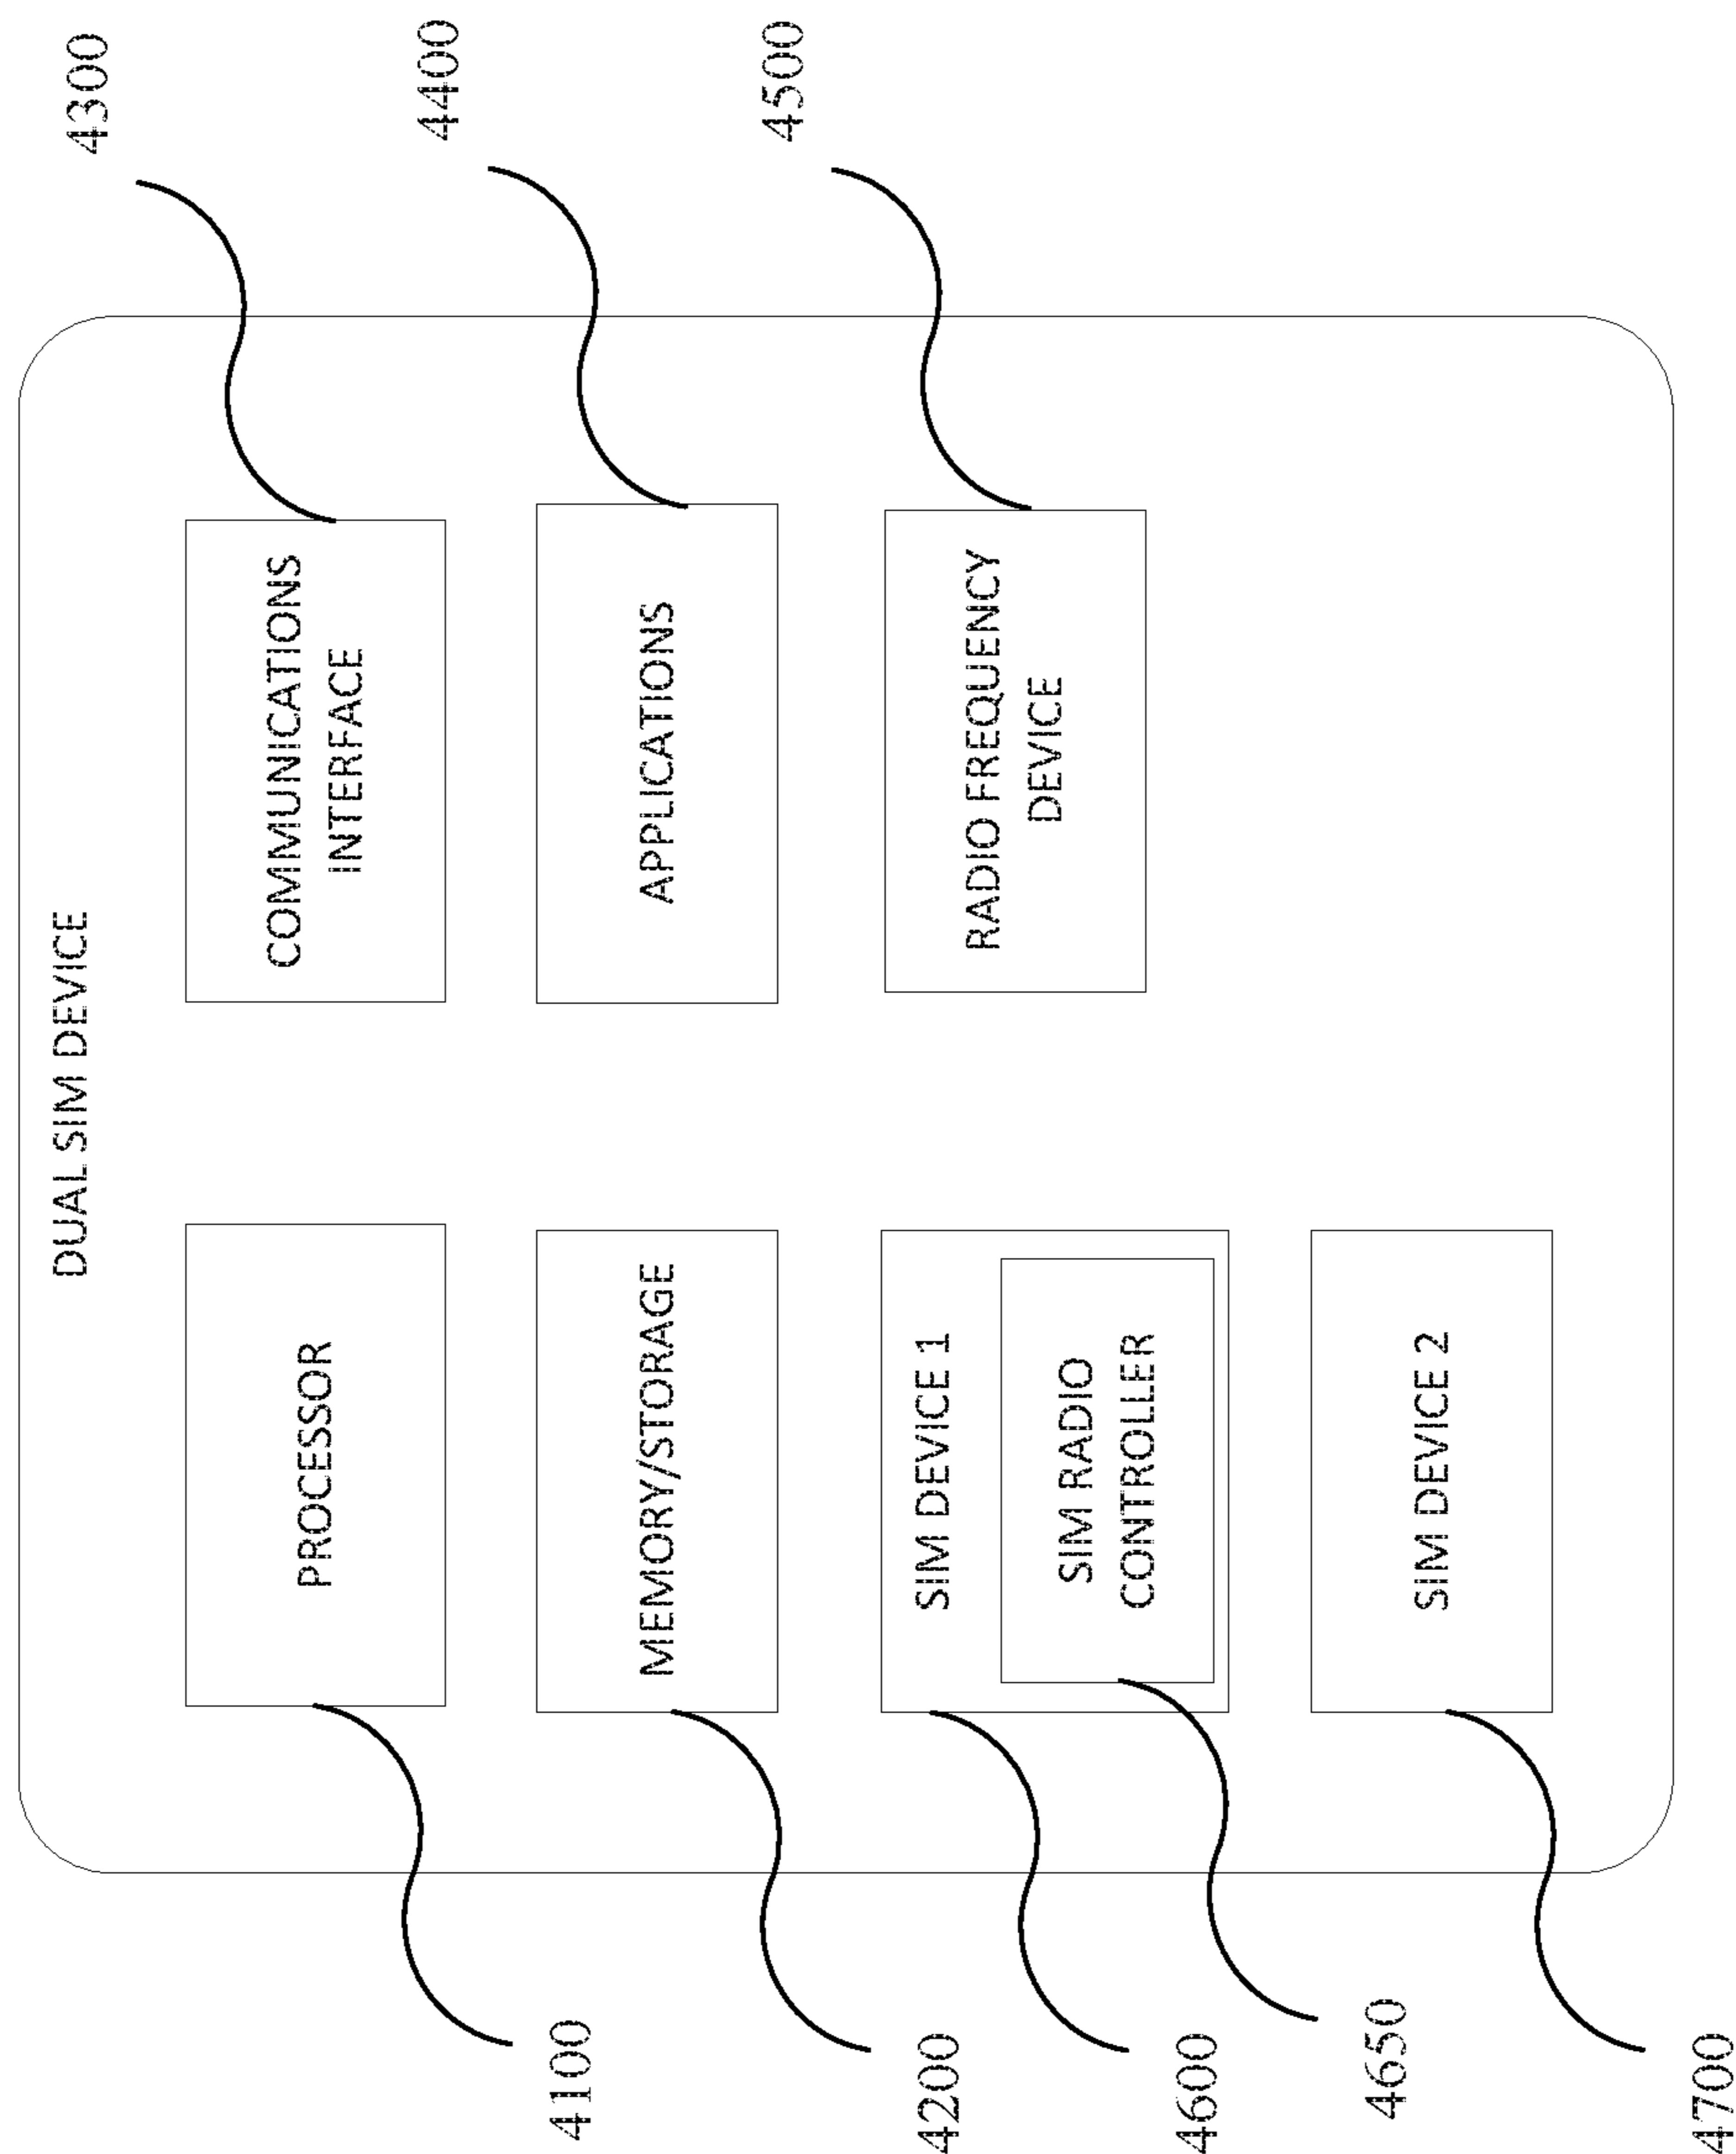 DUAL SIM DEVICE
4100
PROCESSOR
COMMUNICATIONS
INTERFACE
4300
4200
MEMORY/STORAGE
APPLICATIONS
4400
4600
SIM DEVICE 1
4650
SIM RADIO
CONTROLLER
RADIO FREQUENCY
DEVICE
4500
4700
SIM DEVICE 2